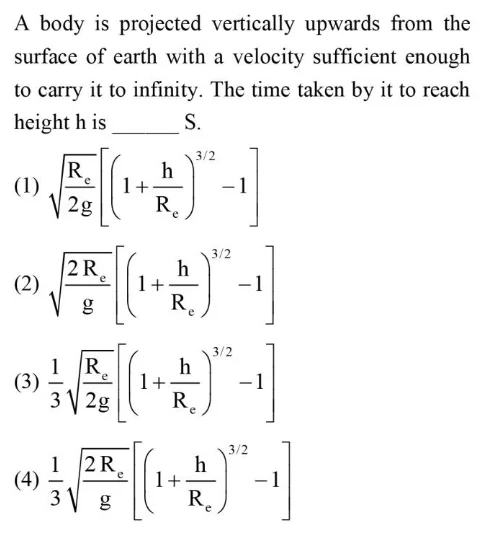 A body is projected vertically upwards from the
surface of earth with a velocity sufficient enough
to carry it to infinity. The time taken by it to reach
height h is ______ S.
(1) √(Rₑ/2g) [(1 + h/Rₑ)^(3/2) − 1]
(2) √(2Rₑ/g) [(1 + h/Rₑ)^(3/2) − 1]
(3) 1/3 √(Rₑ/2g) [(1 + h/Rₑ)^(3/2) − 1]
(4) 1/3 √(2Rₑ/g) [(1 + h/Rₑ)^(3/2) − 1]